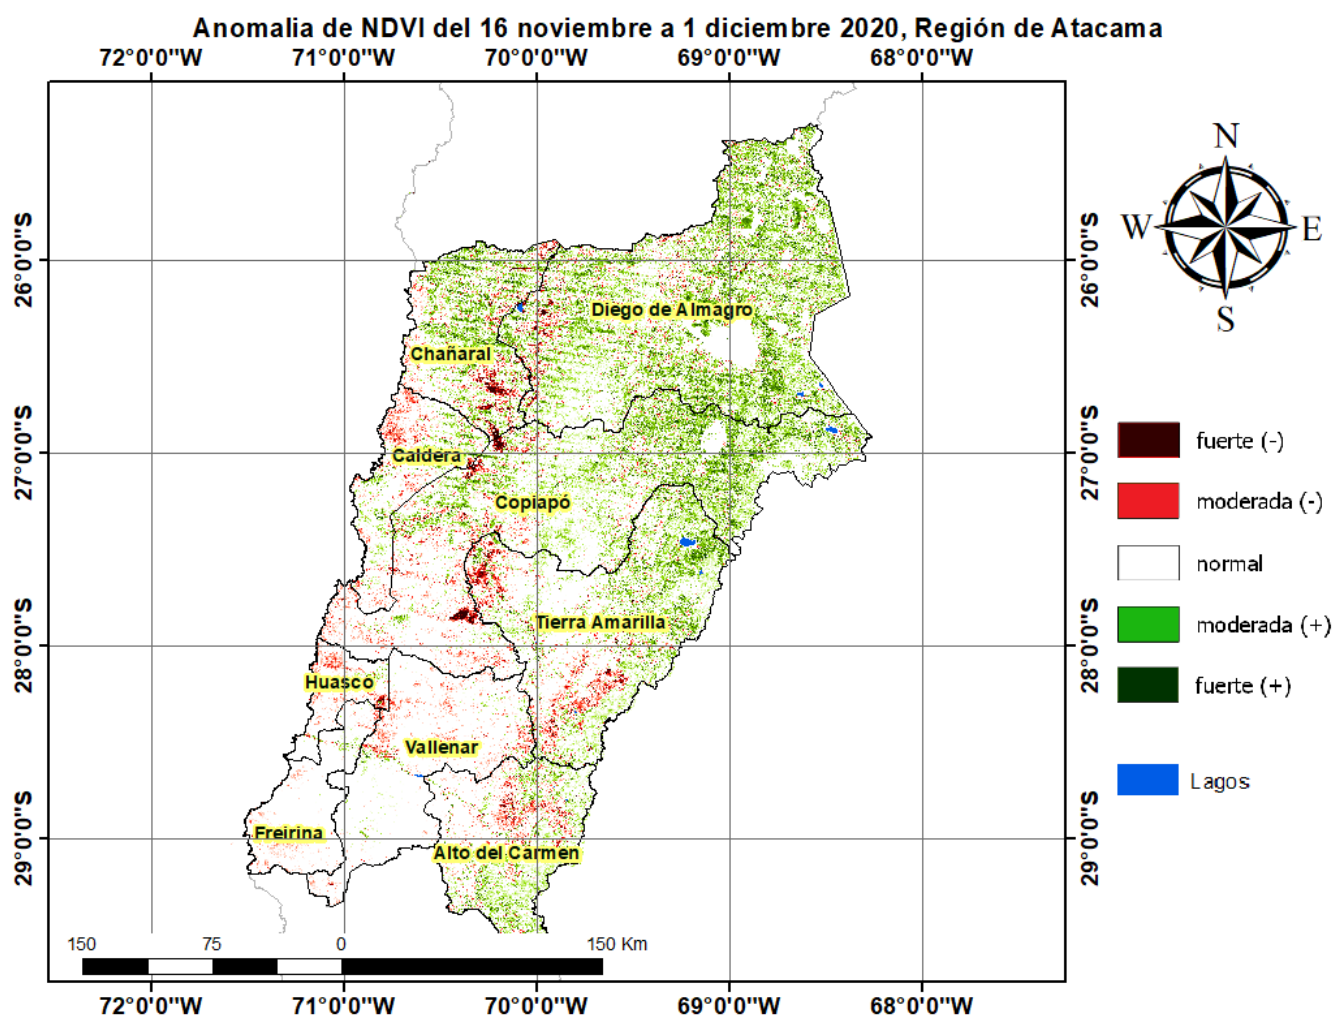 Anomalia de NDVI del 16 noviembre a 1 diciembre 2020, Región de Atacama
72°0'0"W 71°0'0"W 70°0'0"W 69°0'0"W 68°0'0"W
N
W E
S
26°0'0"S 26°0'0"S
Diego de Almagro
Chañaral
27°0'0"S 27°0'0"S
Caldera
Copiapó
fuerte (-)
moderada (-)
normal
moderada (+)
fuerte (+)
Lagos
28°0'0"S 28°0'0"S
Tierra Amarilla
Huasco
Vallenar
29°0'0"S 29°0'0"S
Freirina
Alto del Carmen
150 75 0 150 Km
72°0'0"W 71°0'0"W 70°0'0"W 69°0'0"W 68°0'0"W